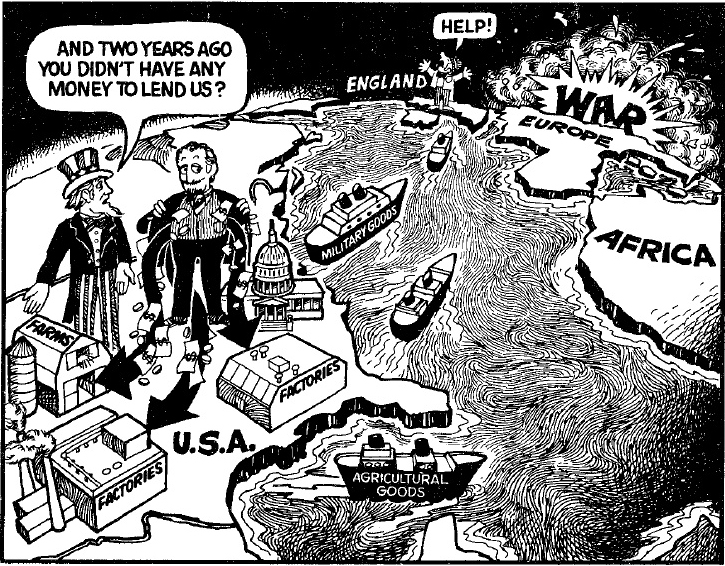 AND TWO YEARS AGO
YOU DIDN'T HAVE ANY
MONEY TO LEND US?
HELP!
ENGLAND
WAR
EUROPE
MILITARY GOODS
AFRICA
FARMS
FACTORIES
U.S.A.
FACTORIES
AGRICULTURAL
GOODS